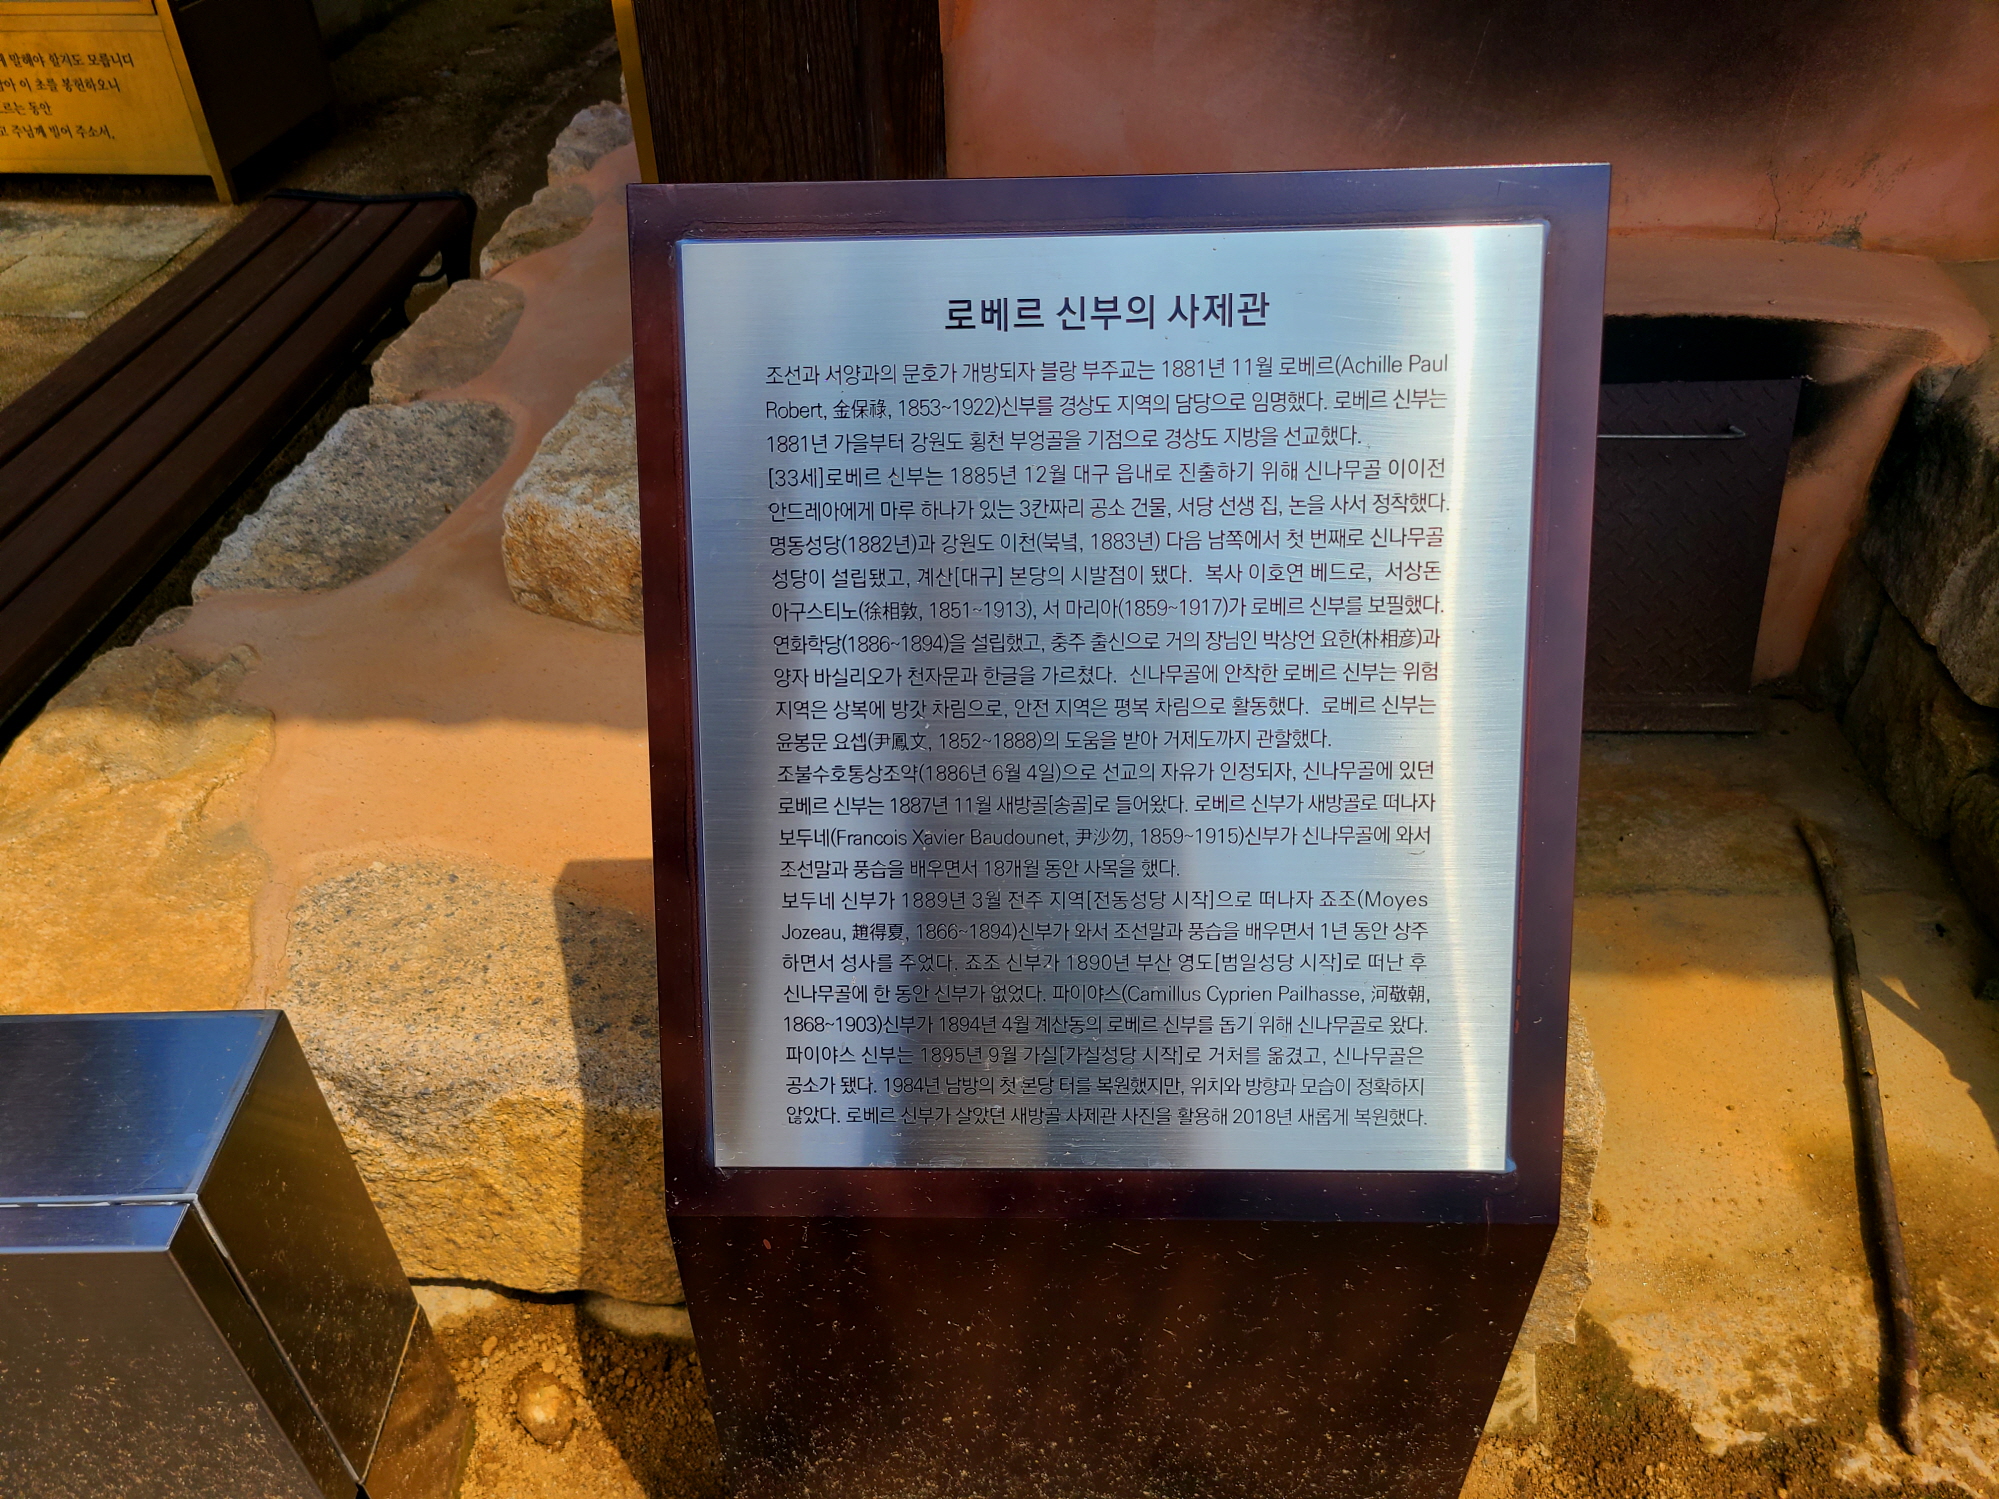 말해야 할지도 모릅니다
이 초를 봉헌하오니
동안
주님께 빌어 주소서.
로베르 신부의 사제관
조선과 서양과의 문호가 개방되자 블랑 부주교는 1881년 11월 로베르(Achille Paul
Robert, 金保祿, 1853~1922)신부를 경상도 지역의 담당으로 임명했다. 로베르 신부는
1881년 가을부터 강원도 횡천 부엉골을 기점으로 경상도 지방을 선교했다.
[33세]로베르 신부는 1885년 12월 대구 읍내로 진출하기 위해 신나무골 이이전
안드레아에게 마루 하나가 있는 3칸짜리 공소 건물, 서당 선생 집, 논을 사서 정착했다.
명동성당(1882년)과 강원도 이천(북녘, 1883년) 다음 남쪽에서 첫 번째로 신나무골
성당이 설립됐고, 계산[대구] 본당의 시발점이 됐다. 복사 이호연 베드로, 서상돈
아구스티노(徐相敦, 1851~1913), 서 마리아(1859~1917)가 로베르 신부를 보필했다.
연화학당(1886~1894)을 설립했고, 충주 출신으로 거의 장님인 박상언 요한(朴相彦)과
양자 바실리오가 천자문과 한글을 가르쳤다. 신나무골에 안착한 로베르 신부는 위험
지역은 상복에 방갓 차림으로, 안전 지역은 평복 차림으로 활동했다. 로베르 신부는
윤봉문 요셉(尹鳳文, 1852~1888)의 도움을 받아 거제도까지 관할했다.
조불수호통상조약(1886년 6월 4일)으로 선교의 자유가 인정되자, 신나무골에 있던
로베르 신부는 1887년 11월 새방골[송골]로 들어왔다. 로베르 신부가 새방골로 떠나자
보두네(Francois Xavier Baudounet, 尹沙勿, 1859~1915)신부가 신나무골에 와서
조선말과 풍습을 배우면서 18개월 동안 사목을 했다.
보두네 신부가 1889년 3월 전주 지역[전동성당 시작]으로 떠나자 죠조(Moyes
Jozeau, 趙得夏, 1866~1894)신부가 와서 조선말과 풍습을 배우면서 1년 동안 상주
하면서 성사를 주었다. 죠조 신부가 1890년 부산 영도[범일성당 시작]로 떠난 후
신나무골에 한 동안 신부가 없었다. 파이야스(Camillus Cyprien Pailhasse, 河敬朝,
1868~1903)신부가 1894년 4월 계산동의 로베르 신부를 돕기 위해 신나무골로 왔다.
파이야스 신부는 1895년 9월 가실[가실성당 시작]로 거처를 옮겼고, 신나무골은
공소가 됐다. 1984년 남방의 첫 본당 터를 복원했지만, 위치와 방향과 모습이 정확하지
않았다. 로베르 신부가 살았던 새방골 사제관 사진을 활용해 2018년 새롭게 복원했다.